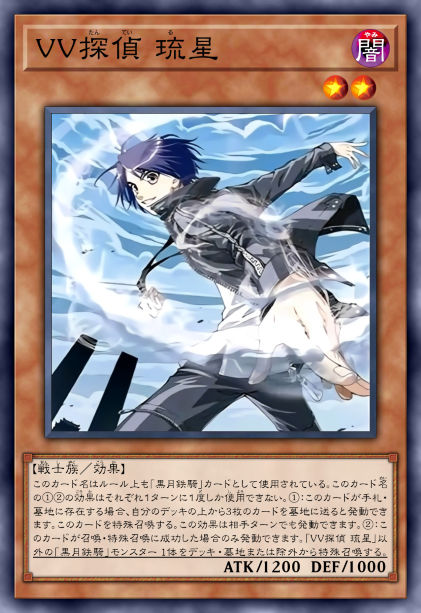 VV探偵 琉星
たん てい る
闇
やみ
【戦士族／効果】
このカード名はルール上も「黒月鉄騎」カードとして使用されている。このカード名
の①②の効果はそれぞれ1ターンに1度しか使用できない。①：このカードが手札・
墓地に存在する場合、自分のデッキの上から3枚のカードを墓地に送ると発動でき
ます。このカードを特殊召喚する。この効果は相手ターンでも発動できます。②：こ
のカードが召喚・特殊召喚に成功した場合のみ発動できます。「VV探偵 琉星」以
外の「黒月鉄騎」モンスター1体をデッキ・墓地または除外から特殊召喚する。
ATK/1200 DEF/1000